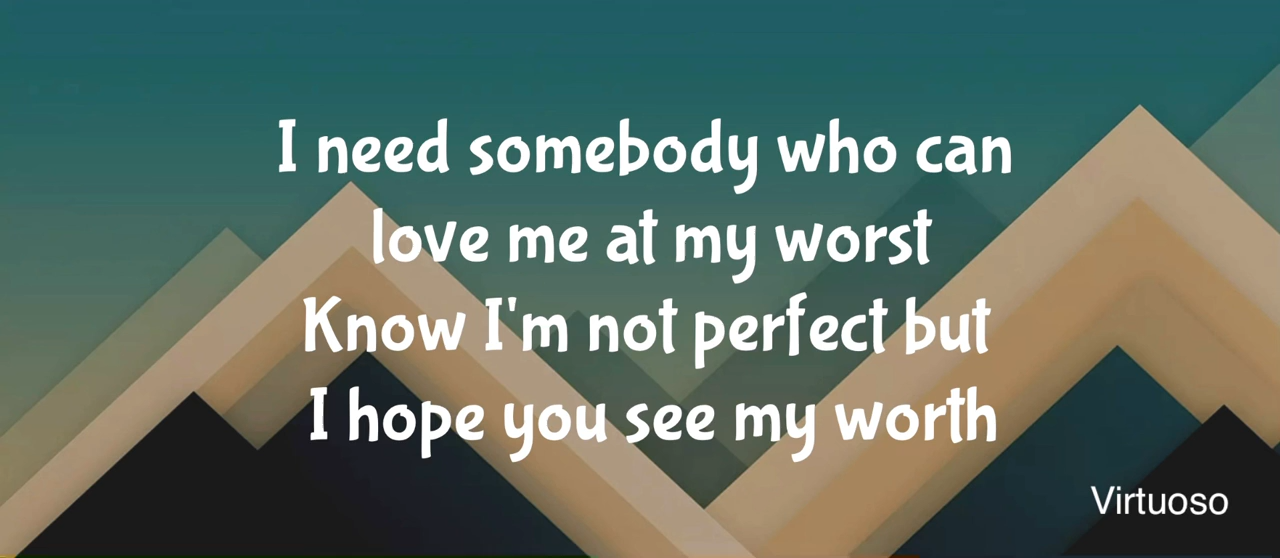 I need somebody who can
love me at my worst
Know I'm not perfect but
I hope you see my worth
Virtuoso